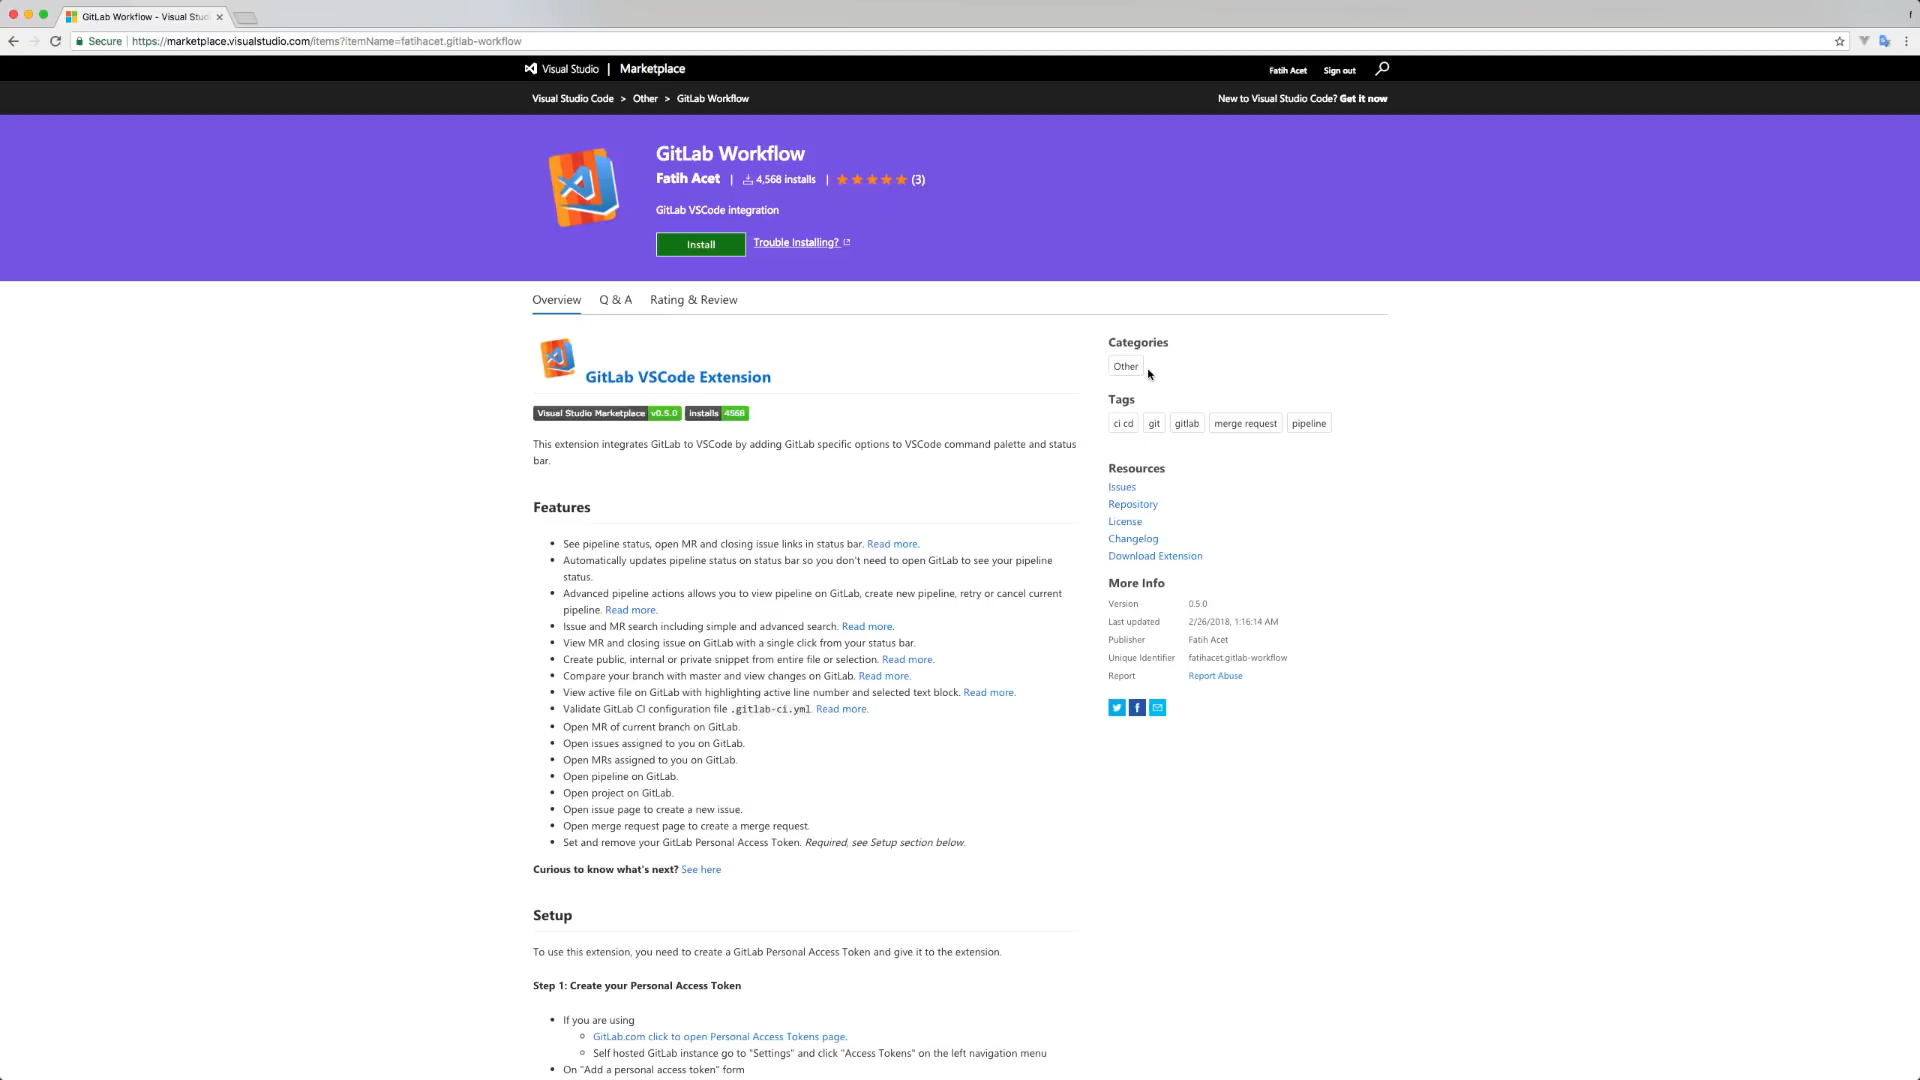 GitLab Workflow - Visual Studi
Secure | https://marketplace.visualstudio.com/items?itemName=fatihacet.gitlab-workflow
Visual Studio | Marketplace
Fatih Acet Sign out
Visual Studio Code > Other > GitLab Workflow
New to Visual Studio Code? Get it now
GitLab Workflow
Fatih Acet | 4,568 installs | (3)
GitLab VSCode integration
Install Trouble Installing?
Overview Q & A Rating & Review
GitLab VSCode Extension
Visual Studio Marketplace v0.5.0 installs 4568
This extension integrates GitLab to VSCode by adding GitLab specific options to VSCode command palette and status
bar.
Features
• See pipeline status, open MR and closing issue links in status bar. Read more.
• Automatically updates pipeline status on status bar so you don't need to open GitLab to see your pipeline
status.
• Advanced pipeline actions allows you to view pipeline on GitLab, create new pipeline, retry or cancel current
pipeline. Read more.
• Issue and MR search including simple and advanced search. Read more.
• View MR and closing issue on GitLab with a single click from your status bar.
• Create public, internal or private snippet from entire file or selection. Read more.
• Compare your branch with master and view changes on GitLab. Read more.
• View active file on GitLab with highlighting active line number and selected text block. Read more.
• Validate GitLab CI configuration file .gitlab-ci.yml. Read more.
• Open MR of current branch on GitLab.
• Open issues assigned to you on GitLab.
• Open MRs assigned to you on GitLab.
• Open pipeline on GitLab.
• Open project on GitLab.
• Open issue page to create a new issue.
• Open merge request page to create a merge request.
• Set and remove your GitLab Personal Access Token. Required, see Setup section below.
Curious to know what's next? See here
Setup
To use this extension, you need to create a GitLab Personal Access Token and give it to the extension.
Step 1: Create your Personal Access Token
• If you are using
GitLab.com click to open Personal Access Tokens page.
Self hosted GitLab instance go to "Settings" and click "Access Tokens" on the left navigation menu
• On "Add a personal access token" form
Categories
Other
Tags
ci cd git gitlab merge request pipeline
Resources
Issues
Repository
License
Changelog
Download Extension
More Info
Version 0.5.0
Last updated 2/26/2018, 1:16:14 AM
Publisher Fatih Acet
Unique Identifier fatihacet.gitlab-workflow
Report Report Abuse